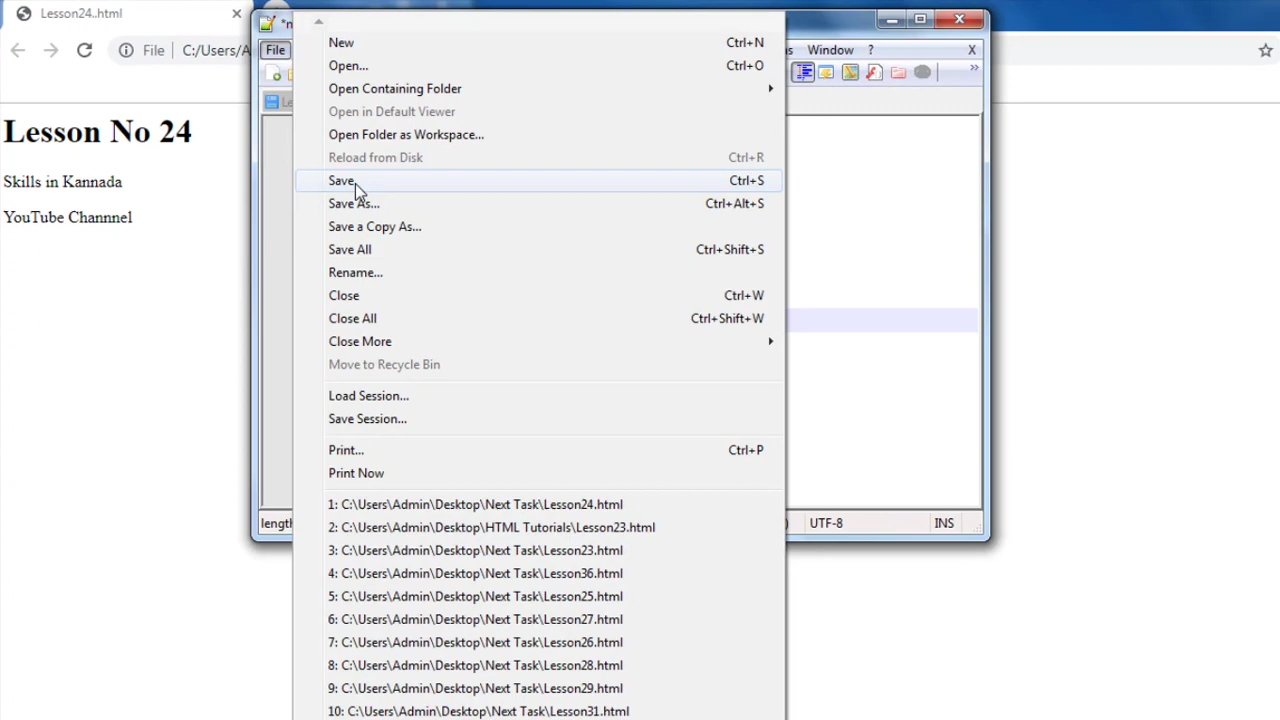 Lesson24..html
File C:/Users/A
Lesson No 24
Skills in Kannada
YouTube Channnel
File Window ? X
New Ctrl+N
Open... Ctrl+O
Open Containing Folder
Open in Default Viewer
Open Folder as Workspace...
Reload from Disk Ctrl+R
Save Ctrl+S
Save As... Ctrl+Alt+S
Save a Copy As...
Save All Ctrl+Shift+S
Rename...
Close Ctrl+W
Close All Ctrl+Shift+W
Close More
Move to Recycle Bin
Load Session...
Save Session...
Print... Ctrl+P
Print Now
1: C:\Users\Admin\Desktop\Next Task\Lesson24.html
2: C:\Users\Admin\Desktop\HTML Tutorials\Lesson23.html
3: C:\Users\Admin\Desktop\Next Task\Lesson23.html
4: C:\Users\Admin\Desktop\Next Task\Lesson36.html
5: C:\Users\Admin\Desktop\Next Task\Lesson25.html
6: C:\Users\Admin\Desktop\Next Task\Lesson27.html
7: C:\Users\Admin\Desktop\Next Task\Lesson26.html
8: C:\Users\Admin\Desktop\Next Task\Lesson28.html
9: C:\Users\Admin\Desktop\Next Task\Lesson29.html
10: C:\Users\Admin\Desktop\Next Task\Lesson31.html
length UTF-8 INS